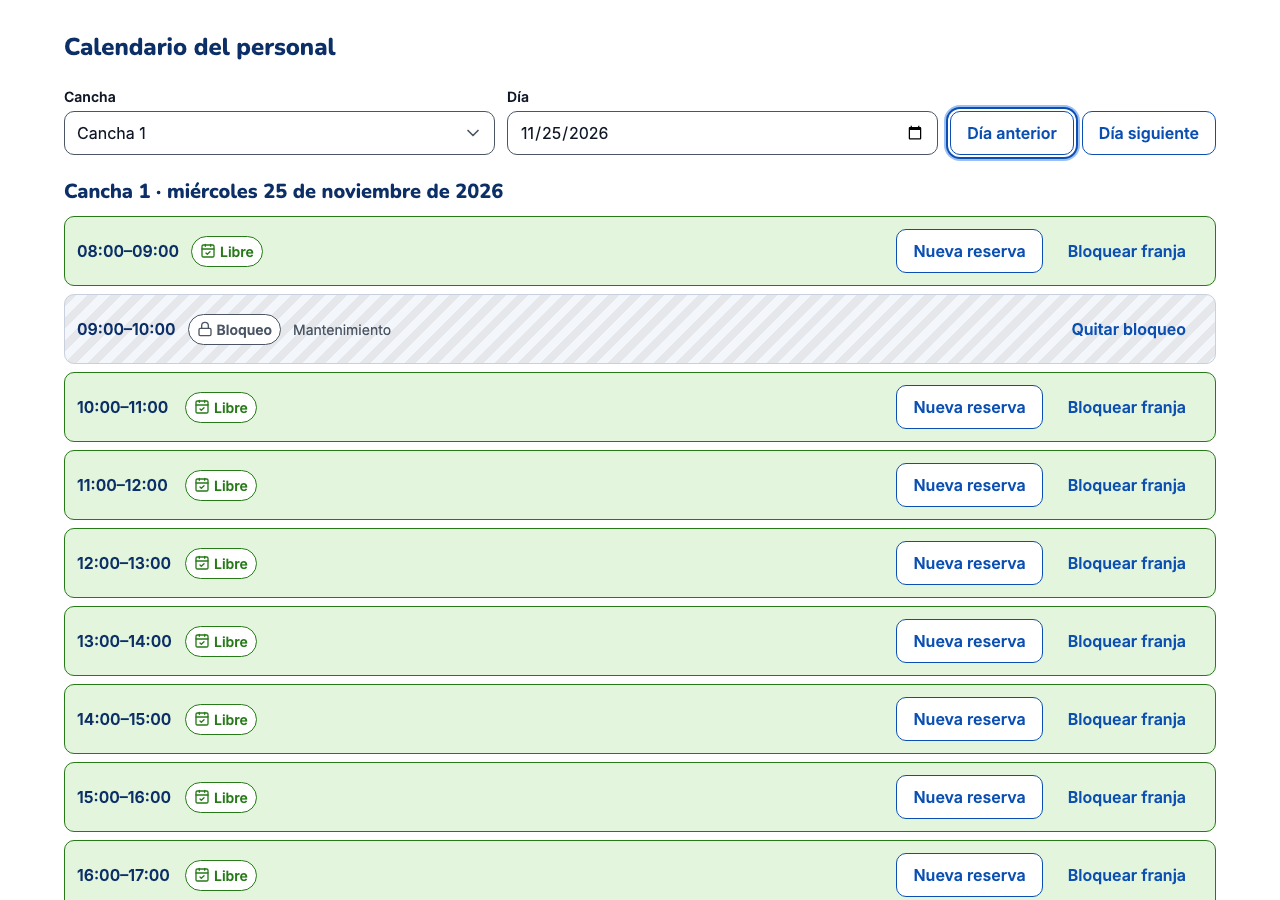 Calendario del personal
Cancha Día
Cancha 1 11/25/2026 Día anterior Día siguiente
Cancha 1 · miércoles 25 de noviembre de 2026
08:00–09:00 Libre Nueva reserva Bloquear franja
09:00–10:00 Bloqueo Mantenimiento Quitar bloqueo
10:00–11:00 Libre Nueva reserva Bloquear franja
11:00–12:00 Libre Nueva reserva Bloquear franja
12:00–13:00 Libre Nueva reserva Bloquear franja
13:00–14:00 Libre Nueva reserva Bloquear franja
14:00–15:00 Libre Nueva reserva Bloquear franja
15:00–16:00 Libre Nueva reserva Bloquear franja
16:00–17:00 Libre Nueva reserva Bloquear franja